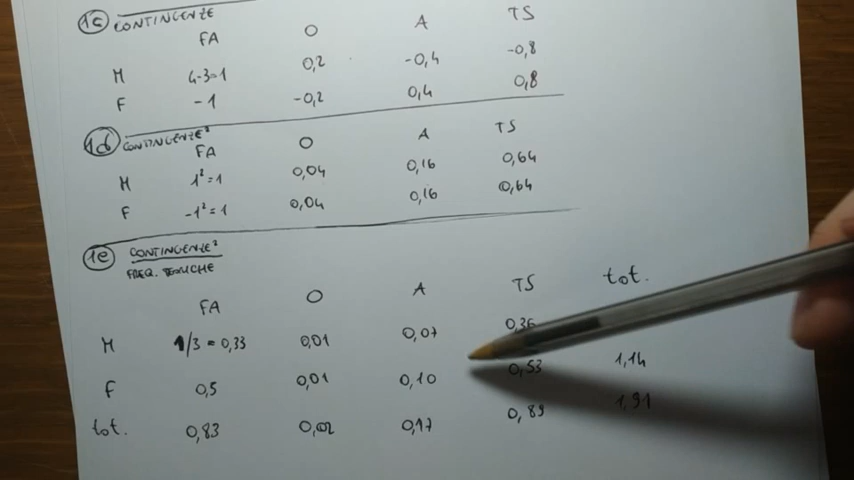 1c CONTINGENZE
FA O A TS
M 4-3=1 0,2 -0,4 -0,8
F -1 -0,2 0,4 0,8
1d CONTINGENZE²
FA O A TS
M 1²=1 0,04 0,16 0,64
F -1²=1 0,04 0,16 0,64
1e CONTINGENZE²
FREQ. TEORICHE
FA O A TS tot.
M 1/3 = 0,33 0,01 0,07 0,36
F 0,5 0,01 0,10 0,53 1,14
tot. 0,83 0,02 0,17 0,89 1,91